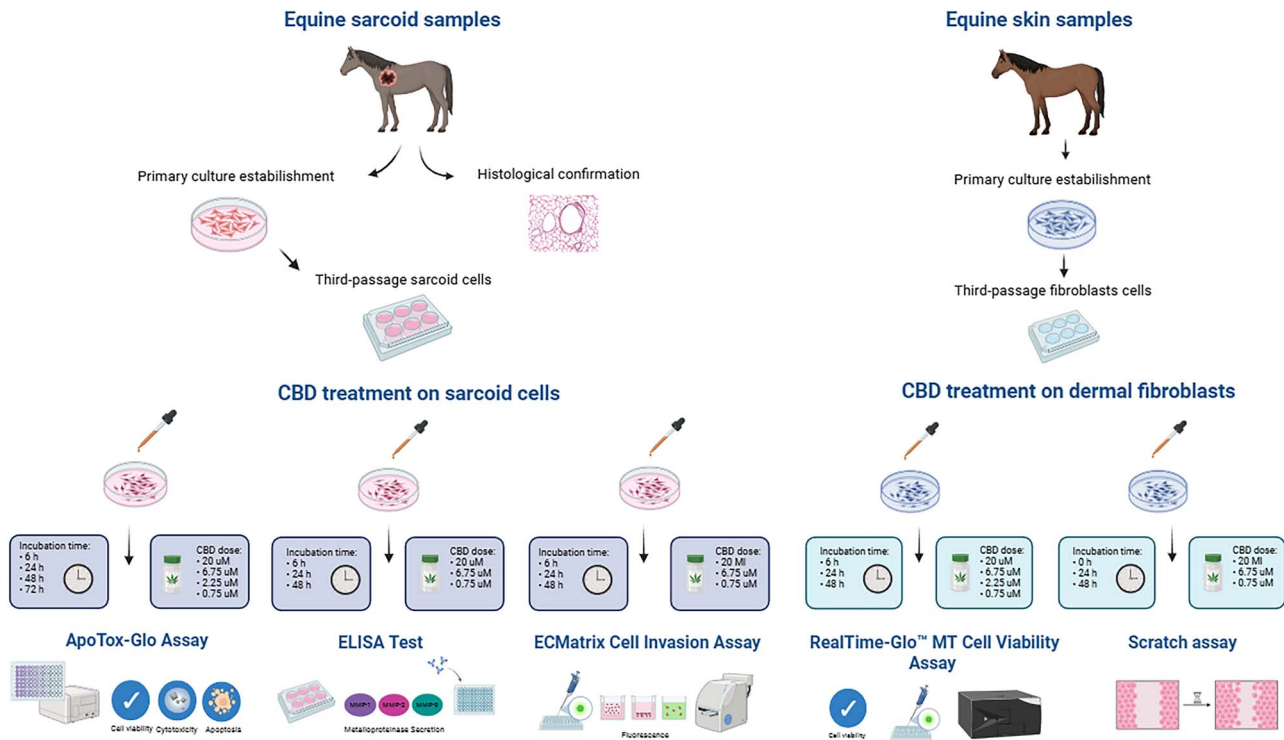 Equine sarcoid samples
Equine skin samples
Primary culture estabilishment
Histological confirmation
Primary culture estabilishment
Third-passage sarcoid cells
Third-passage fibroblasts cells
CBD treatment on sarcoid cells
CBD treatment on dermal fibroblasts
Incubation time:
• 6 h
• 24 h
• 48 h
• 72 h
CBD dose:
• 20 uM
• 6.75 uM
• 2.25 uM
• 0.75 uM
Incubation time:
• 6 h
• 24 h
• 48 h
CBD dose:
• 20 uM
• 6.75 uM
• 0.75 uM
Incubation time:
• 6 h
• 24 h
• 48 h
CBD dose:
• 20 Ml
• 6.75 uM
• 0.75 uM
Incubation time:
• 6 h
• 24 h
• 48 h
CBD dose:
• 20 uM
• 6.75 uM
• 2.25 uM
• 0.75 uM
Incubation time:
• 0 h
• 24 h
• 48 h
CBD dose:
• 20 Ml
• 6.75 uM
• 0.75 uM
ApoTox-Glo Assay
Cell viability
Cytotoxicity
Apoptosis
ELISA Test
MMP-1
MMP-2
MMP-9
Metalloproteinase Secretion
ECMatrix Cell Invasion Assay
Fluorescence
RealTime-Glo™ MT Cell Viability
Assay
Cell viability
Scratch assay